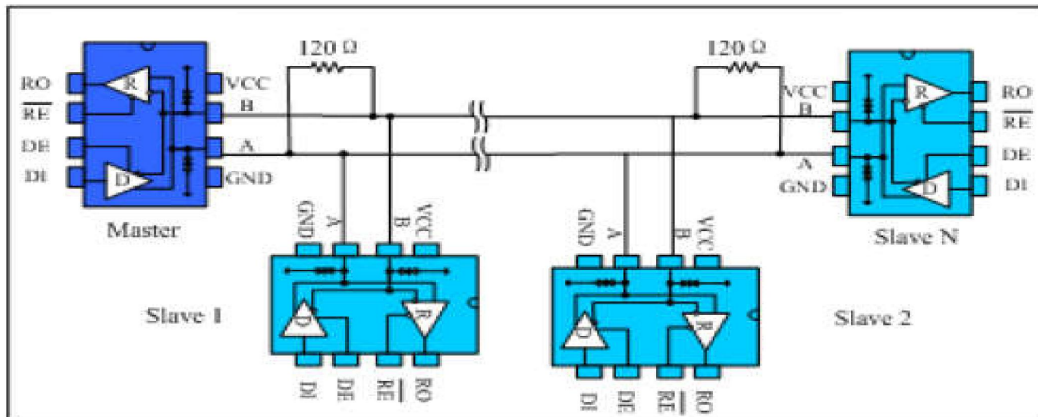 120 Ω
120 Ω
RO
RE
DE
DI
R
D
VCC
B
A
GND
Master
VCC
B
A
GND
R
D
RO
RE
DE
DI
Slave N
GND
A
B
VCC
D
R
DI
DE
RE
RO
Slave 1
GND
A
B
VCC
D
R
DI
DE
RE
RO
Slave 2